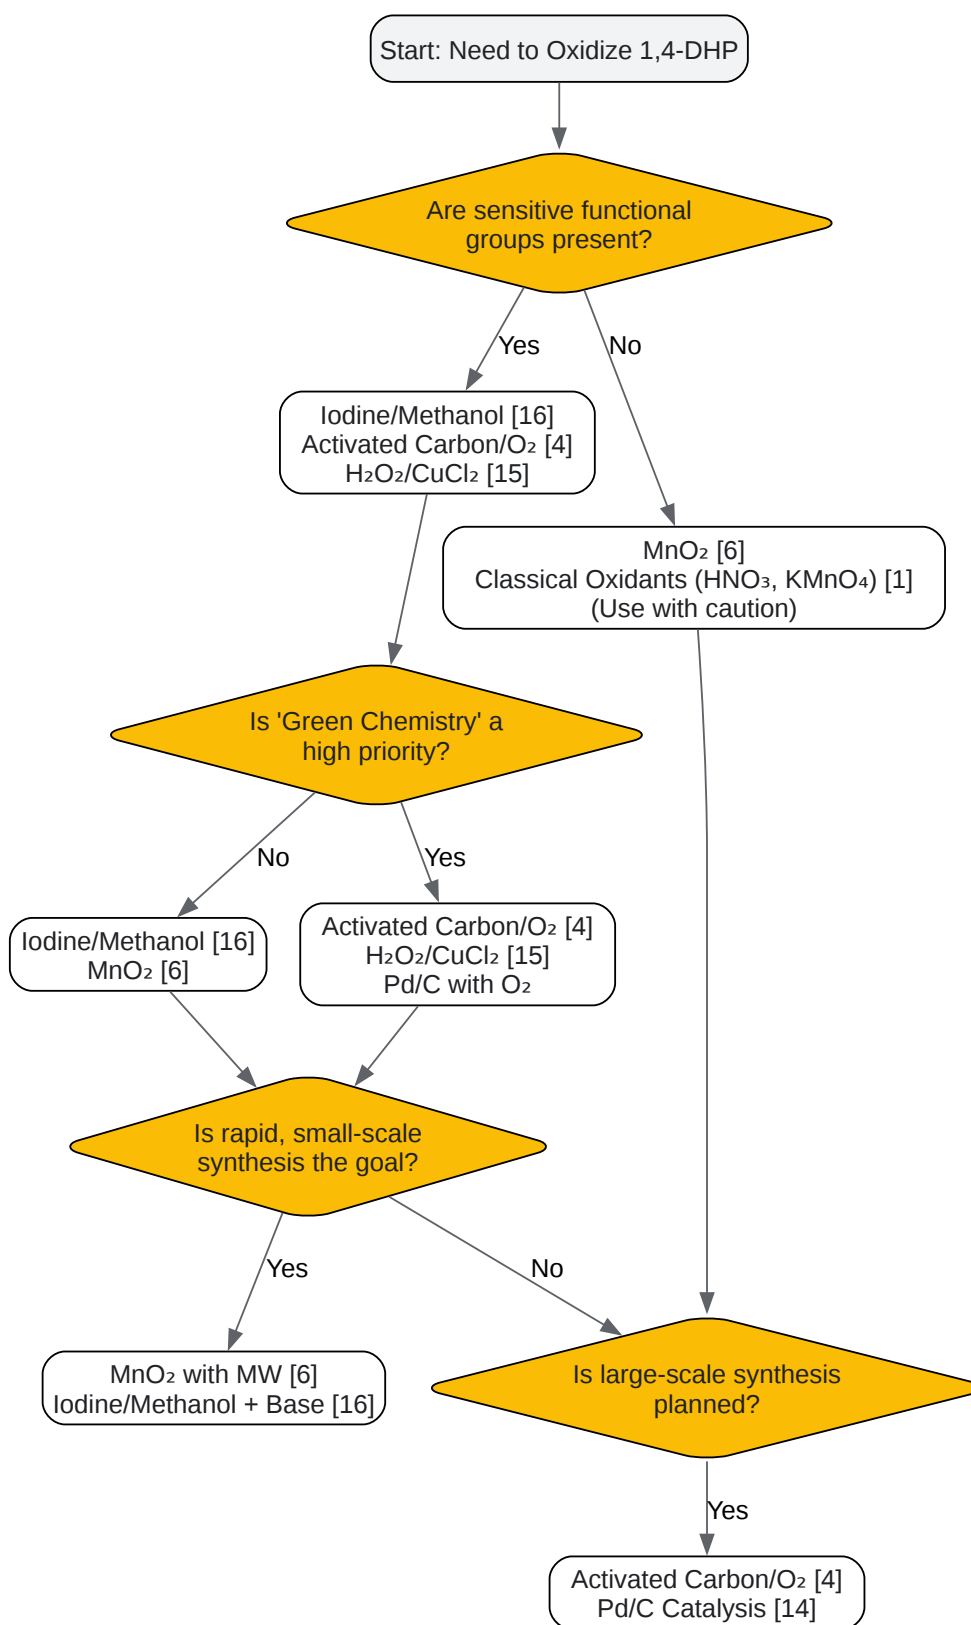 Start: Need to Oxidize 1,4-DHP
Are sensitive functional
groups present?
Yes
No
Iodine/Methanol [16]
Activated Carbon/O₂ [4]
H₂O₂/CuCl₂ [15]
MnO₂ [6]
Classical Oxidants (HNO₃, KMnO₄) [1]
(Use with caution)
Is 'Green Chemistry' a
high priority?
No
Yes
Iodine/Methanol [16]
MnO₂ [6]
Activated Carbon/O₂ [4]
H₂O₂/CuCl₂ [15]
Pd/C with O₂
Is rapid, small-scale
synthesis the goal?
Yes
No
MnO₂ with MW [6]
Iodine/Methanol + Base [16]
Is large-scale synthesis
planned?
Yes
Activated Carbon/O₂ [4]
Pd/C Catalysis [14]